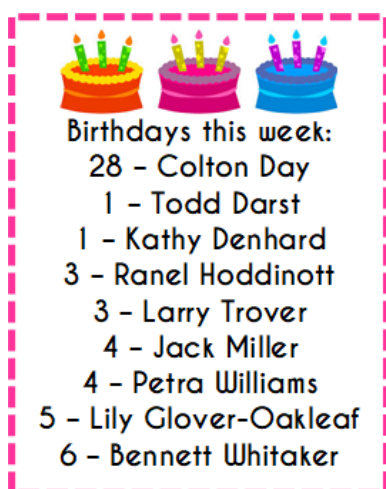 Birthdays this week:
28 – Colton Day
1 – Todd Darst
1 – Kathy Denhard
3 – Ranel Hoddinott
3 – Larry Trover
4 – Jack Miller
4 – Petra Williams
5 – Lily Glover-Oakleaf
6 – Bennett Whitaker